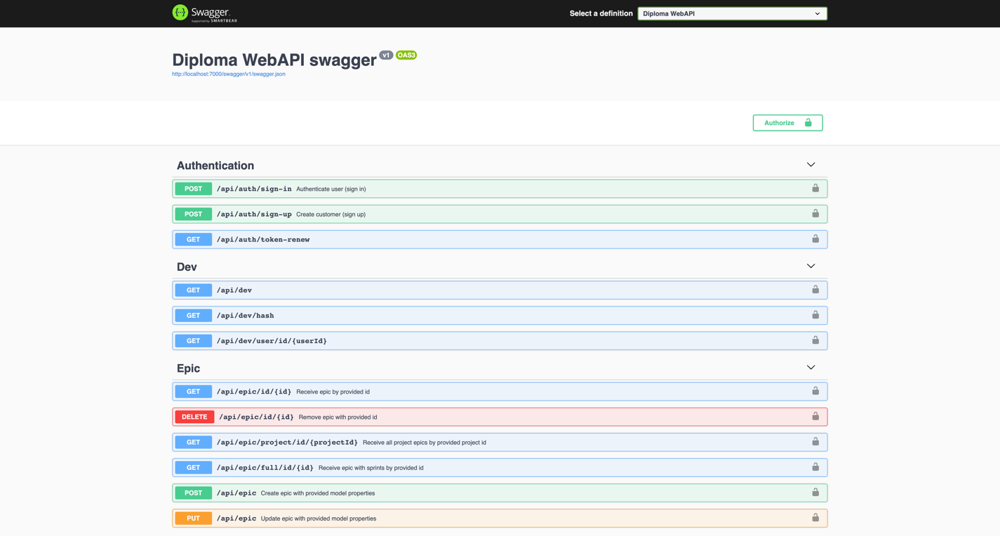 Swagger.
Supported by SMARTBEAR
Select a definition
Diploma WebAPI
Diploma WebAPI swagger v1 OAS3
http://localhost:7000/swagger/v1/swagger.json
Authorize
Authentication
POST /api/auth/sign-in Authenticate user (sign in)
POST /api/auth/sign-up Create customer (sign up)
GET /api/auth/token-renew
Dev
GET /api/dev
GET /api/dev/hash
GET /api/dev/user/id/{userId}
Epic
GET /api/epic/id/{id} Receive epic by provided id
DELETE /api/epic/id/{id} Remove epic with provided id
GET /api/epic/project/id/{projectId} Receive all project epics by provided project id
GET /api/epic/full/id/{id} Receive epic with sprints by provided id
POST /api/epic Create epic with provided model properties
PUT /api/epic Update epic with provided model properties